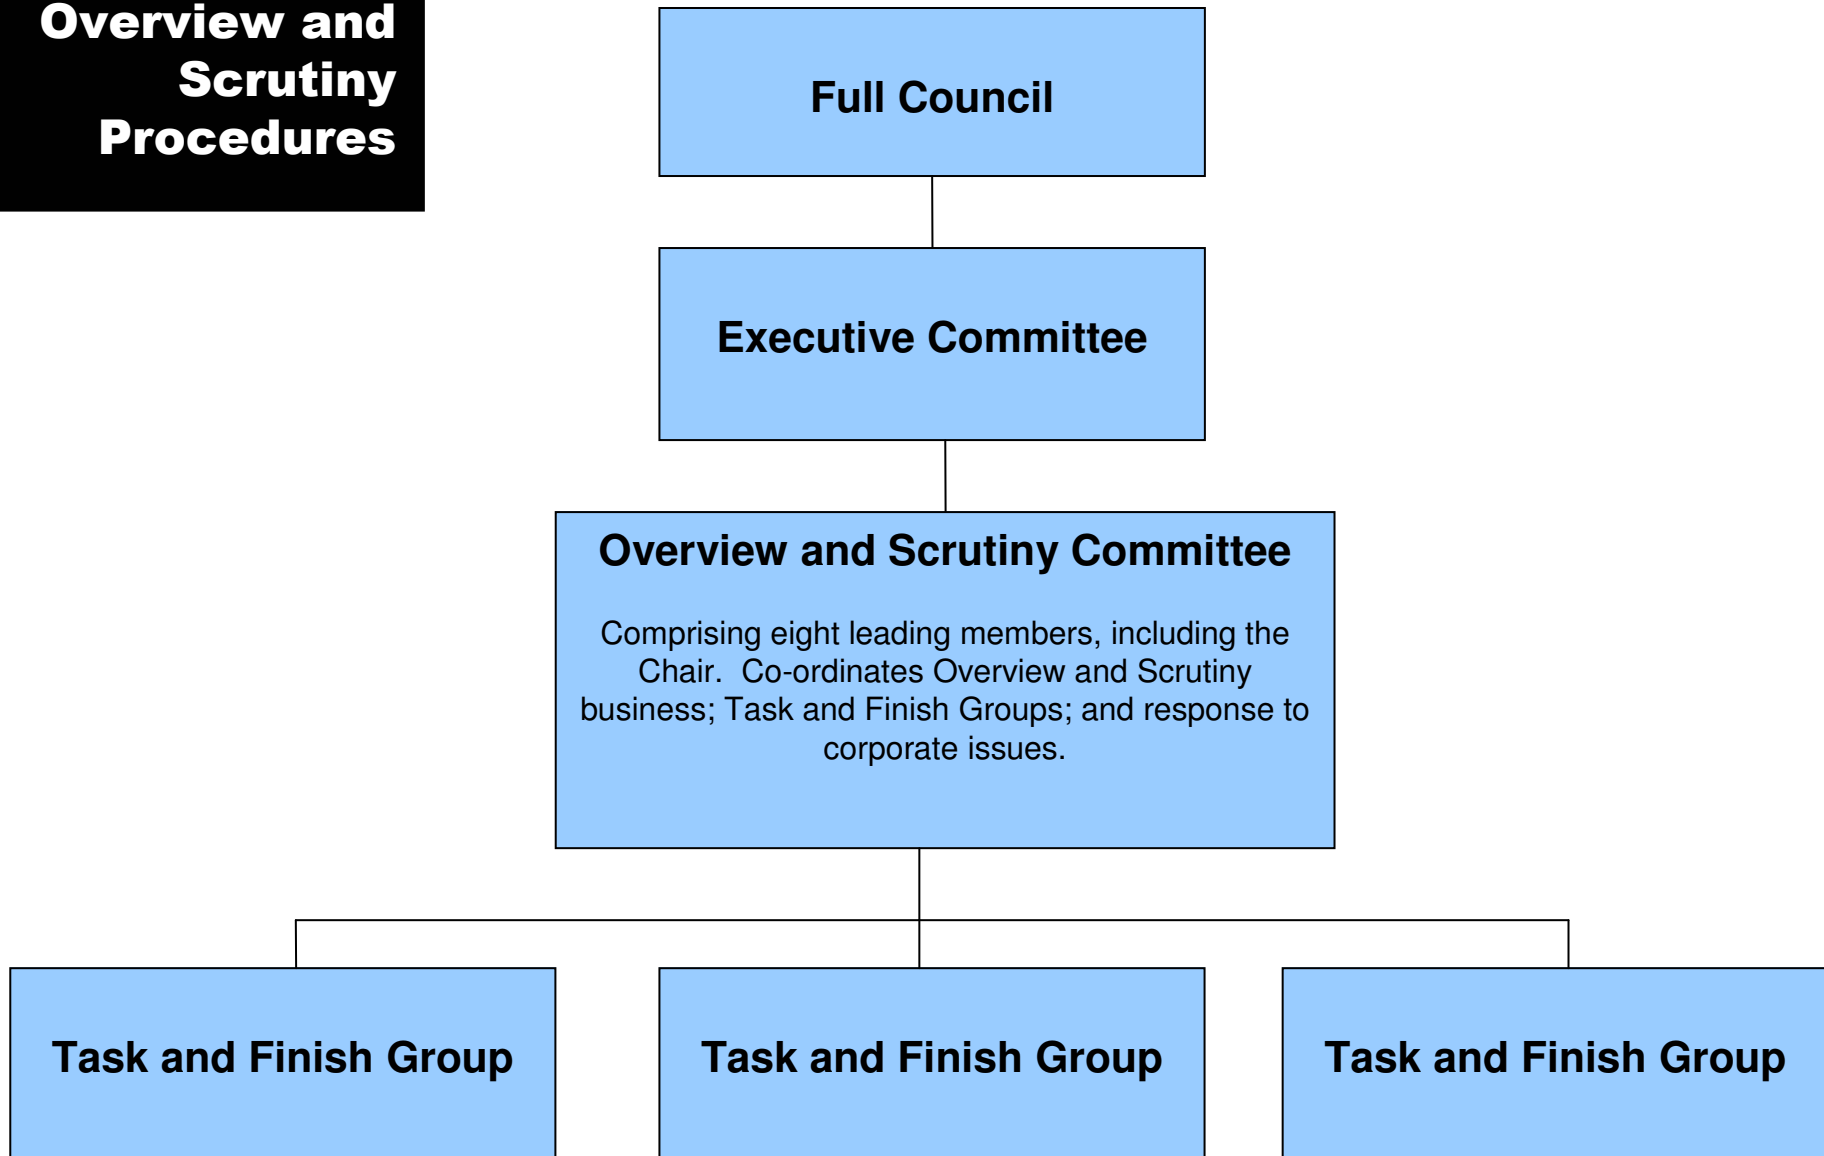 Overview and
Scrutiny
Procedures
Full Council
Executive Committee
Overview and Scrutiny Committee
Comprising eight leading members, including the
Chair.  Co-ordinates Overview and Scrutiny
business; Task and Finish Groups; and response to
corporate issues.
Task and Finish Group
Task and Finish Group
Task and Finish Group